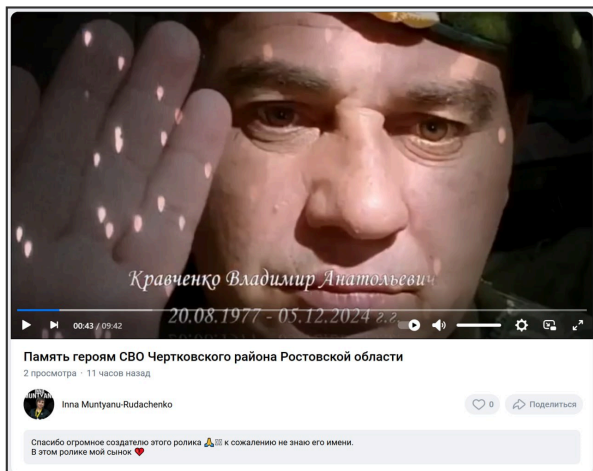 Кравченко Владимир Анатольевич
20.08.1977 - 05.12.2024 г.г.
00:43 / 09:42
Память героям СВО Чертковского района Ростовской области
2 просмотра · 11 часов назад
MUNTYAN
Inna Muntyanu-Rudachenko
0
Поделиться
Спасибо огромное создателю этого ролика 🙏 к сожалению не знаю его имени.
В этом ролике мой сынок 💔